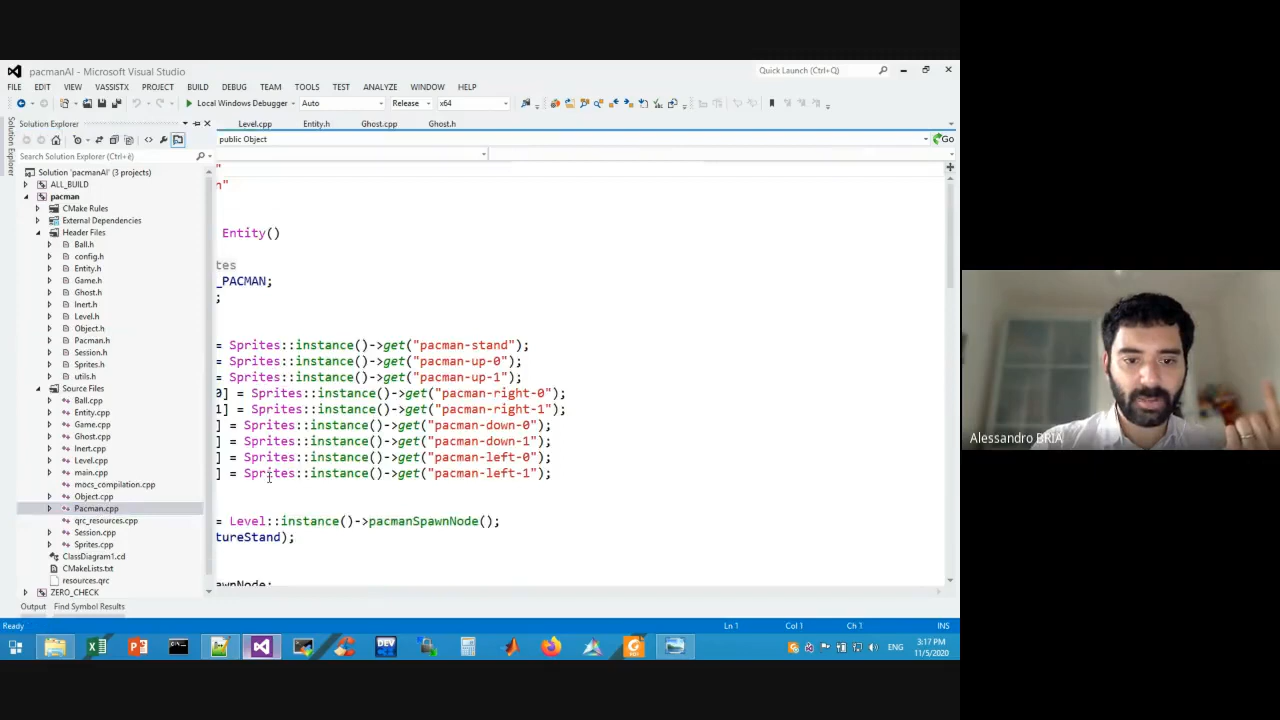 pacmanAI - Microsoft Visual Studio
Quick Launch (Ctrl+Q)
FILE EDIT VIEW VASSISTX PROJECT BUILD DEBUG TEAM TOOLS TEST ANALYZE WINDOW HELP
Local Windows Debugger Auto Release x64
Solution Explorer
Level.cpp Entity.h Ghost.cpp Ghost.h
Solution Explorer
public Object
Go
Search Solution Explorer (Ctrl+è)
Solution 'pacmanAI' (3 projects)
ALL_BUILD
pacman
CMake Rules
External Dependencies
Header Files
Ball.h
config.h
Entity.h
Game.h
Ghost.h
Inert.h
Level.h
Object.h
Pacman.h
Session.h
Sprites.h
utils.h
Source Files
Ball.cpp
Entity.cpp
Game.cpp
Ghost.cpp
Inert.cpp
Level.cpp
main.cpp
mocs_compilation.cpp
Object.cpp
Pacman.cpp
qrc_resources.cpp
Session.cpp
Sprites.cpp
ClassDiagram1.cd
CMakeLists.txt
resources.qrc
ZERO_CHECK
"
n"
Entity()
tes
_PACMAN;
;
= Sprites::instance()->get("pacman-stand");
= Sprites::instance()->get("pacman-up-0");
= Sprites::instance()->get("pacman-up-1");
0] = Sprites::instance()->get("pacman-right-0");
1] = Sprites::instance()->get("pacman-right-1");
] = Sprites::instance()->get("pacman-down-0");
] = Sprites::instance()->get("pacman-down-1");
] = Sprites::instance()->get("pacman-left-0");
] = Sprites::instance()->get("pacman-left-1");
= Level::instance()->pacmanSpawnNode();
tureStand);
awnNode;
Output Find Symbol Results
Ready Ln 1 Col 1 Ch 1 INS
DEV
PDF
ENG
3:17 PM
11/5/2020
Alessandro BRIA